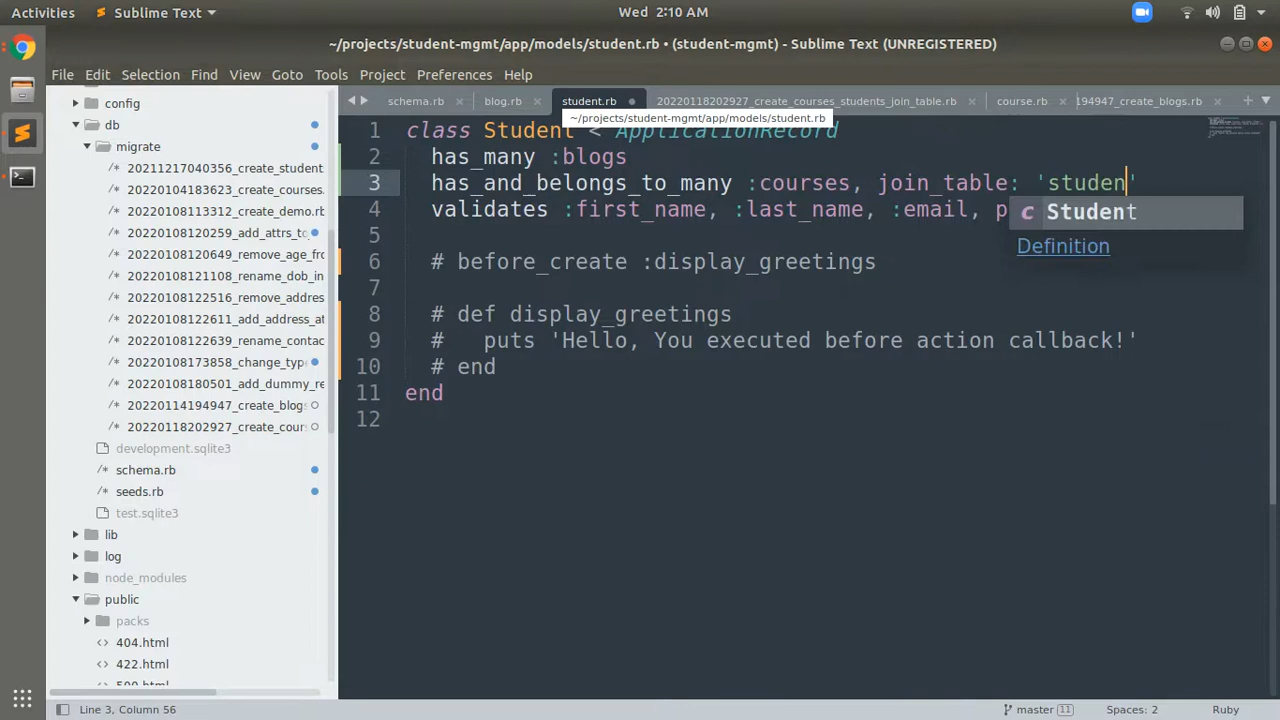 Activities Sublime Text Wed 2:10 AM
~/projects/student-mgmt/app/models/student.rb • (student-mgmt) - Sublime Text (UNREGISTERED)
File Edit Selection Find View Goto Tools Project Preferences Help
schema.rb blog.rb student.rb 20220118202927_create_courses_students_join_table.rb course.rb 194947_create_blogs.rb
~/projects/student-mgmt/app/models/student.rb
config
db
migrate
/* 20211217040356_create_student
/* 20220104183623_create_courses.
/* 20220108113312_create_demo.rb
/* 20220108120259_add_attrs_to
/* 20220108120649_remove_age_fro
/* 20220108121108_rename_dob_in
/* 20220108122516_remove_addres
/* 20220108122611_add_address_at
/* 20220108122639_rename_contac
/* 20220108173858_change_type
/* 20220108180501_add_dummy_re
/* 20220114194947_create_blogs
/* 20220118202927_create_cour
development.sqlite3
/* schema.rb
/* seeds.rb
test.sqlite3
lib
log
node_modules
public
packs
<> 404.html
<> 422.html
<> 500.html
1 class Student < ApplicationRecord
2 has_many :blogs
3 has_and_belongs_to_many :courses, join_table: 'studen'
4 validates :first_name, :last_name, :email, p
c Student
Definition
5
6 # before_create :display_greetings
7
8 # def display_greetings
9 # puts 'Hello, You executed before action callback!'
10 # end
11 end
12
Line 3, Column 56 master 11 Spaces: 2 Ruby